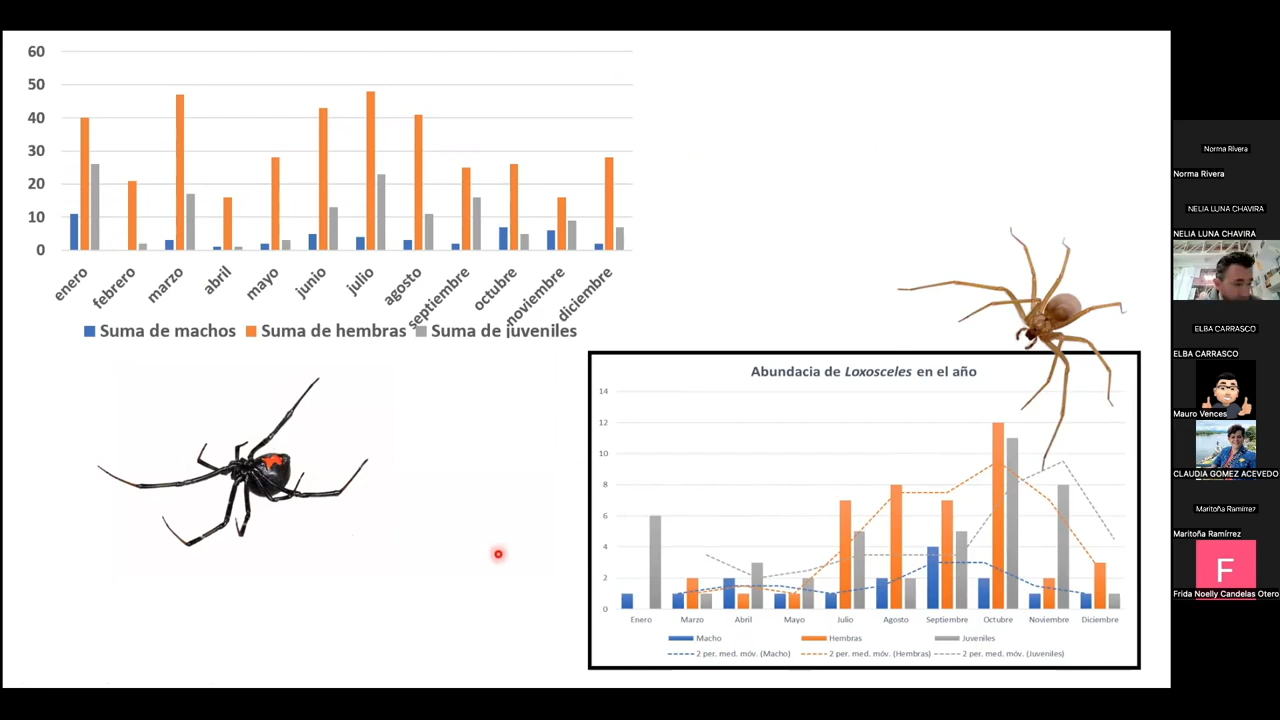 60
50
40
30
20
10
0
enero
febrero
marzo
abril
mayo
junio
julio
agosto
septiembre
octubre
noviembre
diciembre
Suma de machos Suma de hembras Suma de juveniles
Abundacia de Loxosceles en el año
14
12
10
8
6
4
2
0
Enero Marzo Abril Mayo Julio Agosto Septiembre Octubre Noviembre Diciembre
Macho Hembras Juveniles
2 per. med. móv. (Macho) 2 per. med. móv. (Hembras) 2 per. med. móv. (Juveniles)
Norma Rivera
Norma Rivera
NELIA LUNA CHAVIRA
NELIA LUNA CHAVIRA
ELBA CARRASCO
ELBA CARRASCO
Mauro Vences
CLAUDIA GOMEZ ACEVEDO
Maritoña Ramírrez
Maritoña Ramírrez
F
Frida Noelly Candelas Otero